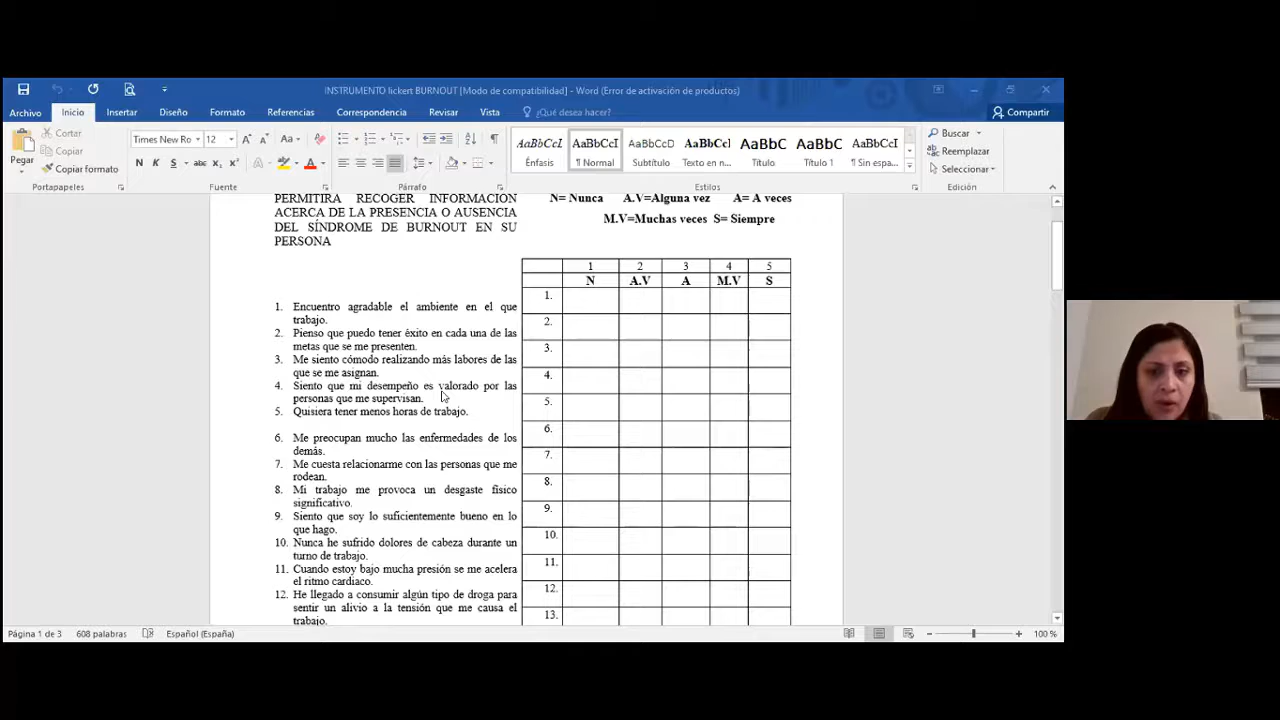 INSTRUMENTO lickert BURNOUT [Modo de compatibilidad] - Word (Error de activación de productos)
Archivo Inicio Insertar Diseño Formato Referencias Correspondencia Revisar Vista ¿Qué desea hacer? Compartir
Pegar
Cortar
Copiar
Copiar formato
Portapapeles
Times New Ro 12 Aa
N K S abc x₂ x² A
Fuente
Párrafo
AaBbCcI AaBbCcI AaBbCcD AaBbCcI AaBbC AaBbC AaBbCcI
Énfasis ¶ Normal Subtítulo Texto en n... Título Título 1 ¶ Sin espa...
Estilos
Buscar
Reemplazar
Seleccionar
Edición
PERMITIRA RECOGER INFORMACION
ACERCA DE LA PRESENCIA O AUSENCIA
DEL SÍNDROME DE BURNOUT EN SU
PERSONA
N= Nunca A.V=Alguna vez A= A veces
M.V=Muchas veces S= Siempre
1. Encuentro agradable el ambiente en el que
trabajo.
2. Pienso que puedo tener éxito en cada una de las
metas que se me presenten.
3. Me siento cómodo realizando más labores de las
que se me asignan.
4. Siento que mi desempeño es valorado por las
personas que me supervisan.
5. Quisiera tener menos horas de trabajo.
6. Me preocupan mucho las enfermedades de los
demás.
7. Me cuesta relacionarme con las personas que me
rodean.
8. Mi trabajo me provoca un desgaste físico
significativo.
9. Siento que soy lo suficientemente bueno en lo
que hago.
10. Nunca he sufrido dolores de cabeza durante un
turno de trabajo.
11. Cuando estoy bajo mucha presión se me acelera
el ritmo cardiaco.
12. He llegado a consumir algún tipo de droga para
sentir un alivio a la tensión que me causa el
trabajo.
1 2 3 4 5
N A.V A M.V S
1.
2.
3.
4.
5.
6.
7.
8.
9.
10.
11.
12.
13.
Página 1 de 3 608 palabras Español (España) 100 %